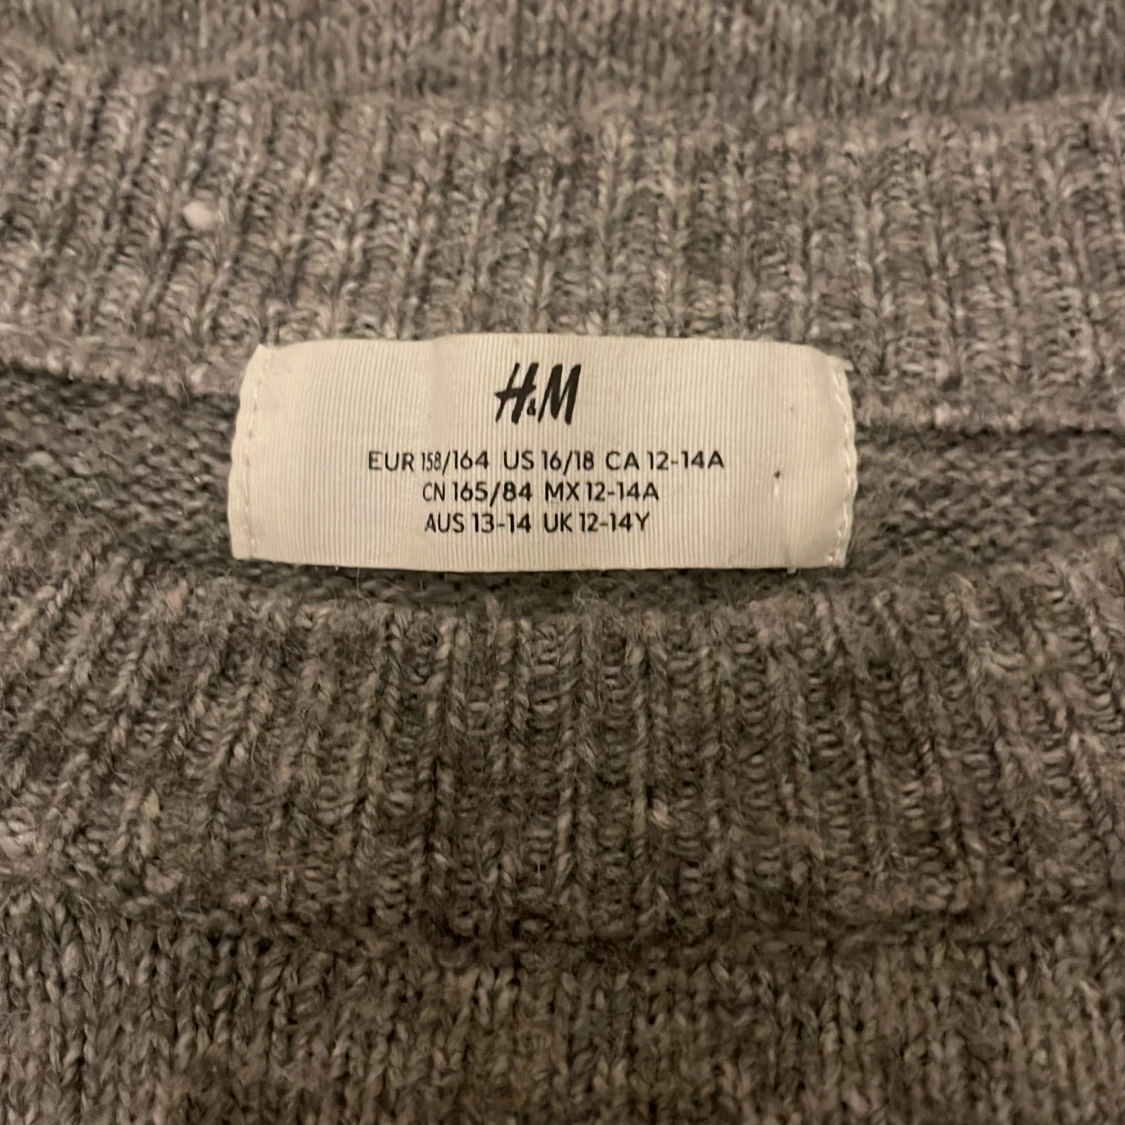 H&M
EUR 158/164 US 16/18 CA 12-14A
CN 165/84 MX 12-14A
AUS 13-14 UK 12-14Y